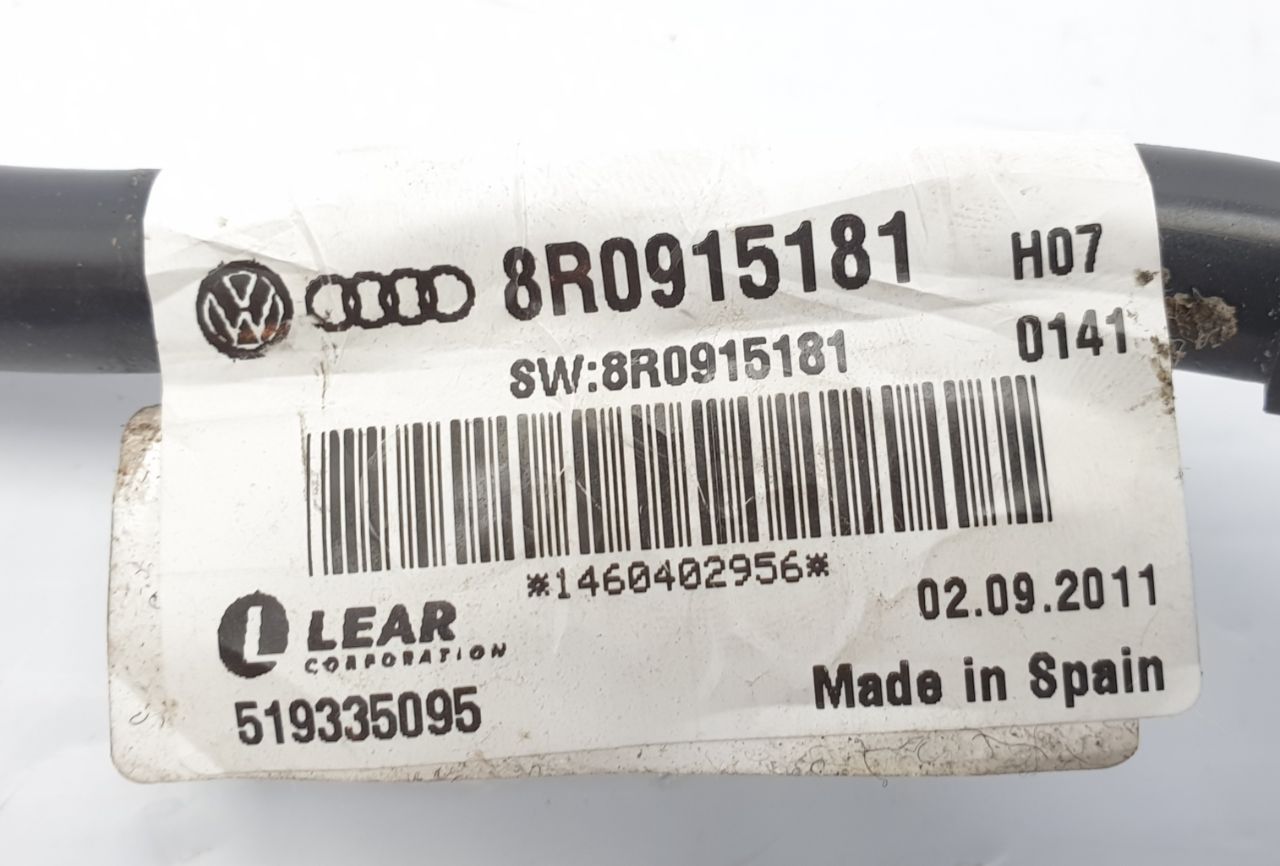 8R0915181 H07
SW:8R0915181 0141
*1460402956*
LEAR
CORPORATION
02.09.2011
519335095
Made in Spain